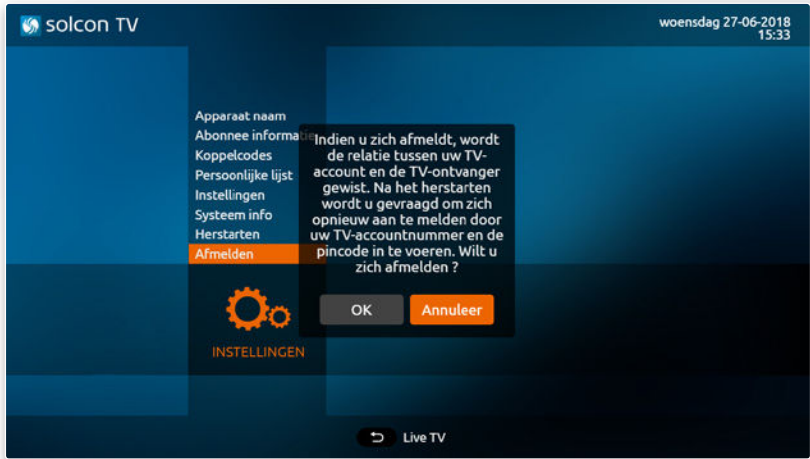 solcon TV
woensdag 27-06-2018
15:33
Apparaat naam
Abonnee informatie
Koppelcodes
Persoonlijke lijst
Instellingen
Systeem info
Herstarten
Afmelden
Indien u zich afmeldt, wordt
de relatie tussen uw TV-
account en de TV-ontvanger
gewist. Na het herstarten
wordt u gevraagd om zich
opnieuw aan te melden door
uw TV-accountnummer en de
pincode in te voeren. Wilt u
zich afmelden ?
OK
Annuleer
INSTELLINGEN
Live TV